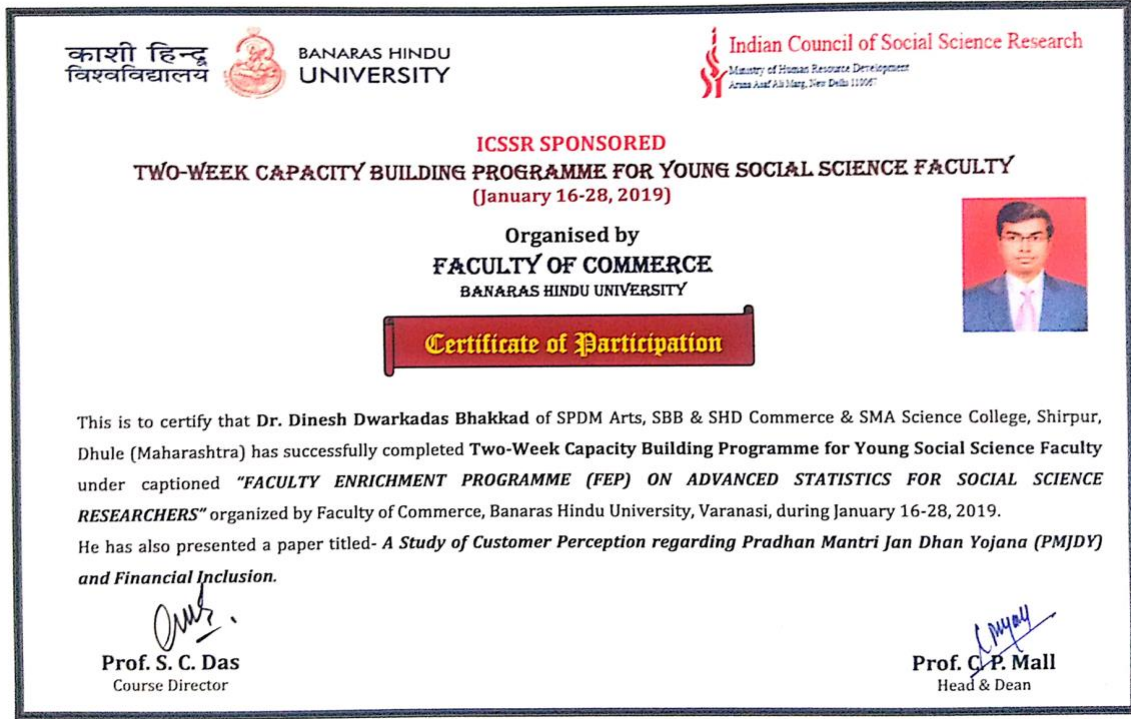 काशी हिन्दू
विश्वविद्यालय
BANARAS HINDU
UNIVERSITY
Indian Council of Social Science Research
Ministry of Human Resource Development
Aruna Asaf Ali Marg, New Delhi 110067
ICSSR SPONSORED
TWO-WEEK CAPACITY BUILDING PROGRAMME FOR YOUNG SOCIAL SCIENCE FACULTY
(January 16-28, 2019)
Organised by
FACULTY OF COMMERCE
BANARAS HINDU UNIVERSITY
Certificate of Participation
This is to certify that Dr. Dinesh Dwarkadas Bhakkad of SPDM Arts, SBB & SHD Commerce & SMA Science College, Shirpur,
Dhule (Maharashtra) has successfully completed Two-Week Capacity Building Programme for Young Social Science Faculty
under captioned "FACULTY ENRICHMENT PROGRAMME (FEP) ON ADVANCED STATISTICS FOR SOCIAL SCIENCE
RESEARCHERS" organized by Faculty of Commerce, Banaras Hindu University, Varanasi, during January 16-28, 2019.
He has also presented a paper titled- A Study of Customer Perception regarding Pradhan Mantri Jan Dhan Yojana (PMJDY)
and Financial Inclusion.
Prof. S. C. Das
Course Director
Prof. C. P. Mall
Head & Dean